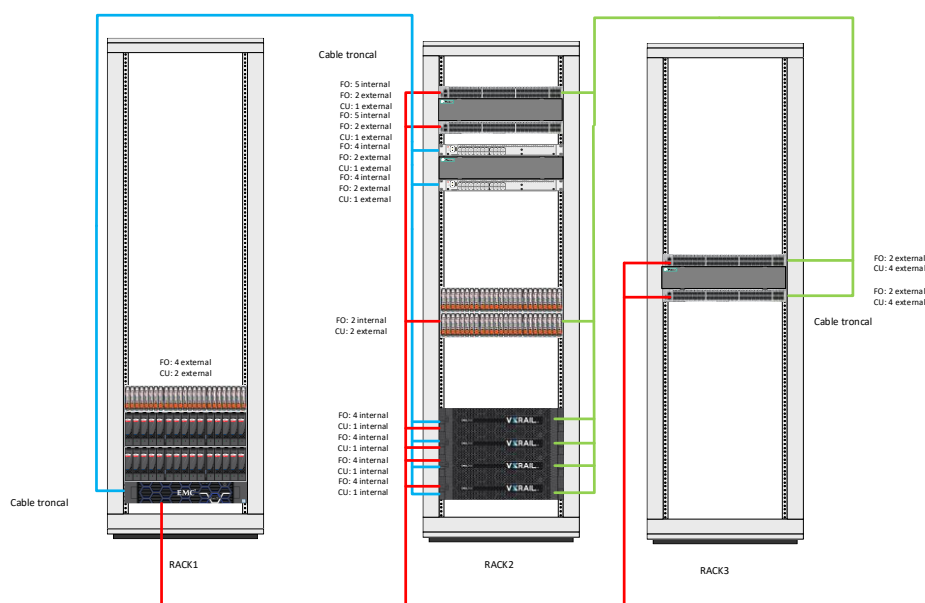 Cable troncal
FO: 5 internal
FO: 2 external
CU: 1 external
FO: 5 internal
FO: 2 external
CU: 1 external
FO: 4 internal
FO: 2 external
CU: 1 external
FO: 4 internal
FO: 2 external
CU: 1 external
FO: 2 external
CU: 4 external
FO: 2 external
CU: 4 external
Cable troncal
FO: 2 internal
CU: 2 external
FO: 4 external
CU: 2 external
FO: 4 internal
CU: 1 internal
FO: 4 internal
CU: 1 internal
FO: 4 internal
CU: 1 internal
FO: 4 internal
CU: 1 internal
VXRAIL
VXRAIL
VXRAIL
VXRAIL
EMC
Cable troncal
RACK1
RACK2
RACK3